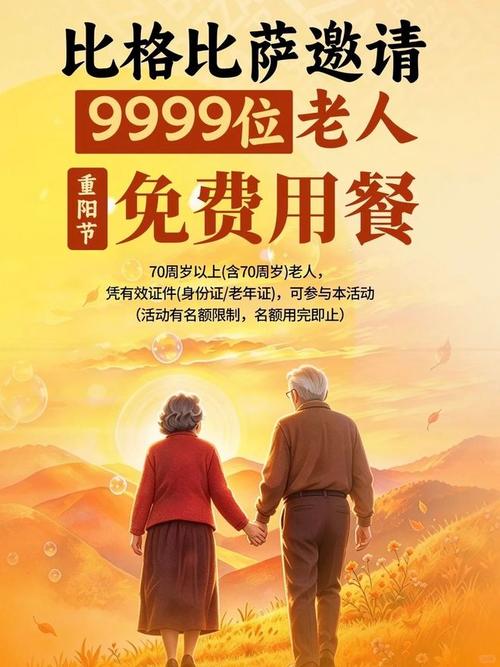 比格比萨邀请
9999位老人
重阳节
免费用餐
70周岁以上(含70周岁)老人，
凭有效证件(身份证/老年证)，可参与本活动
（活动有名额限制，名额用完即止）